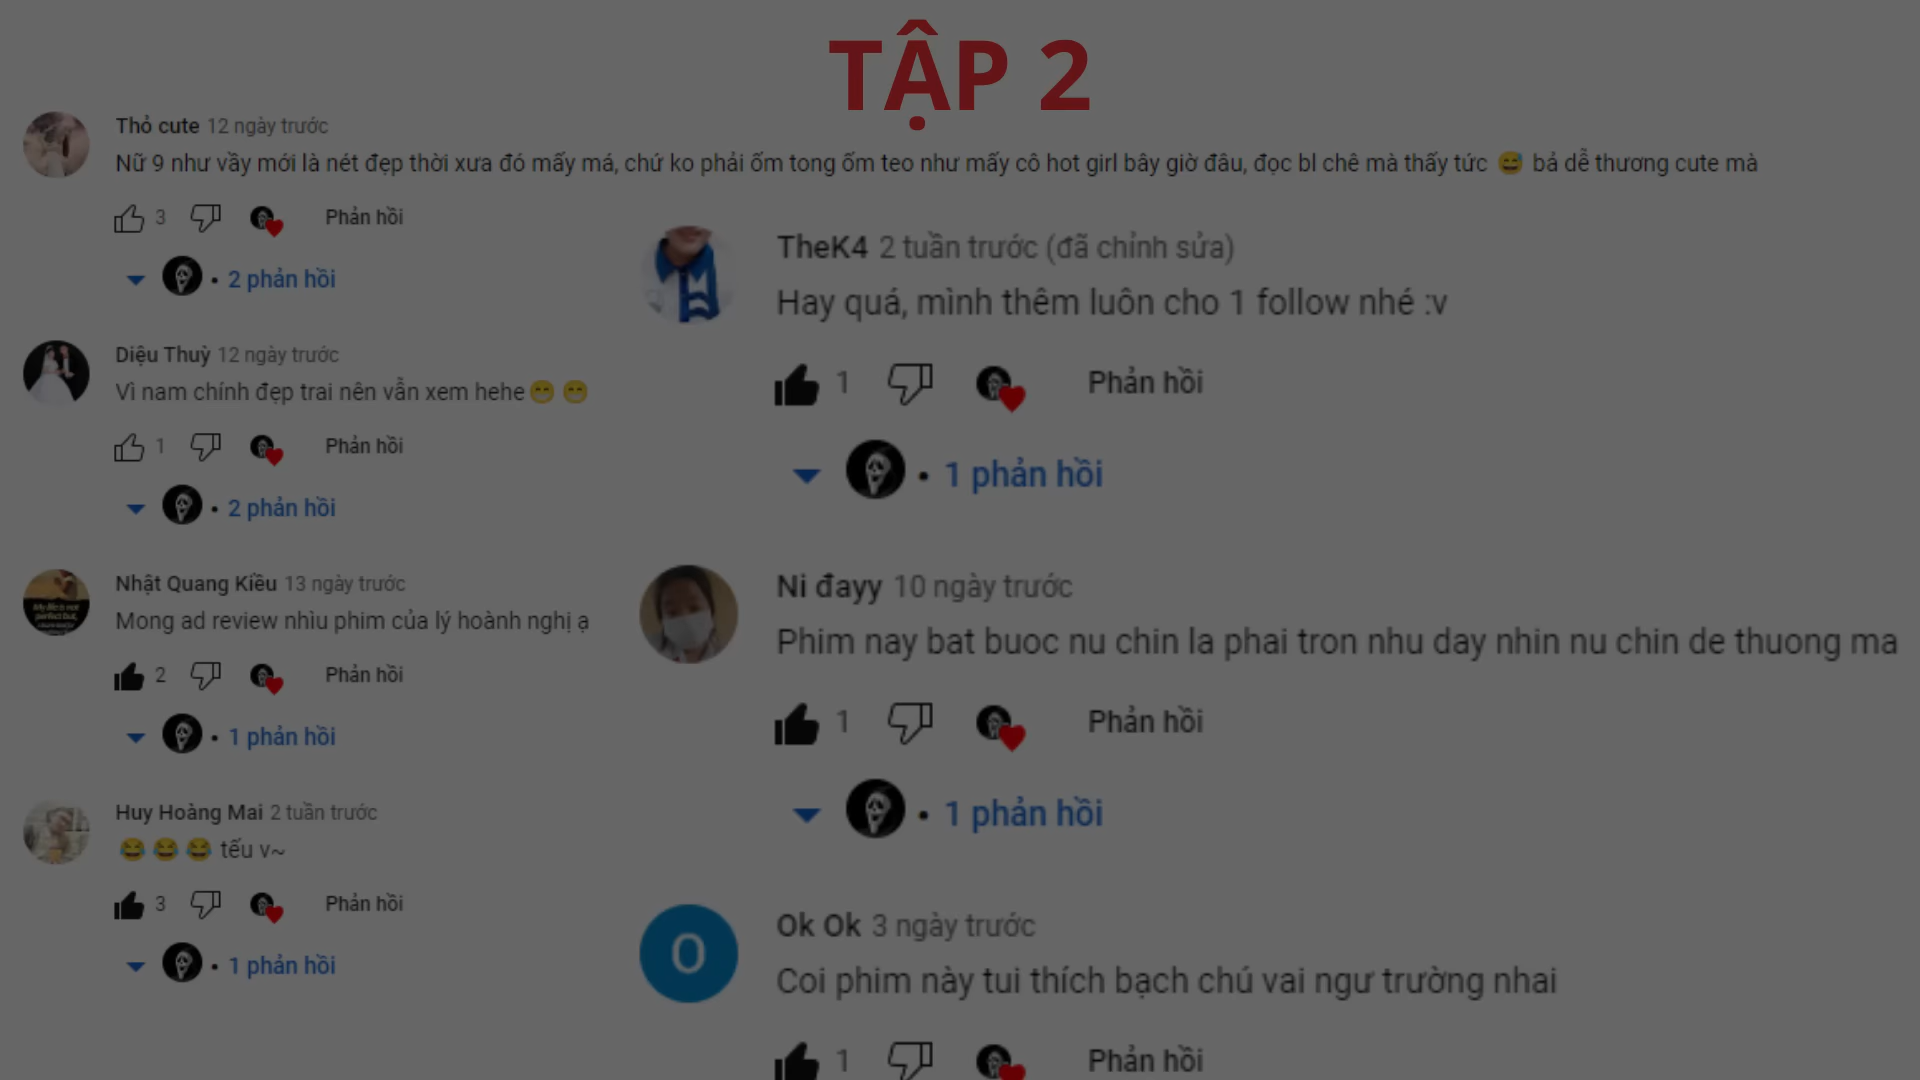 TẬP 2
Thỏ cute 12 ngày trước
Nữ 9 như vầy mới là nét đẹp thời xưa đó mấy má, chứ ko phải ốm tong ốm teo như mấy cô hot girl bây giờ đâu, đọc bl chê mà thấy tức 😅 bả dễ thương cute mà
3 Phản hồi
• 2 phản hồi
Diệu Thuỳ 12 ngày trước
Vì nam chính đẹp trai nên vẫn xem hehe😁😁
1 Phản hồi
• 2 phản hồi
Nhật Quang Kiều 13 ngày trước
Mong ad review nhìu phim của lý hoành nghị ạ
2 Phản hồi
• 1 phản hồi
Huy Hoàng Mai 2 tuần trước
😂😂😂 tếu v~
3 Phản hồi
• 1 phản hồi
TheK4 2 tuần trước (đã chỉnh sửa)
Hay quá, mình thêm luôn cho 1 follow nhé :v
1 Phản hồi
• 1 phản hồi
Ni đayy 10 ngày trước
Phim nay bat buoc nu chin la phai tron nhu day nhin nu chin de thuong ma
1 Phản hồi
• 1 phản hồi
O
Ok Ok 3 ngày trước
Coi phim này tui thích bạch chú vai ngư trường nhai
1 Phản hồi